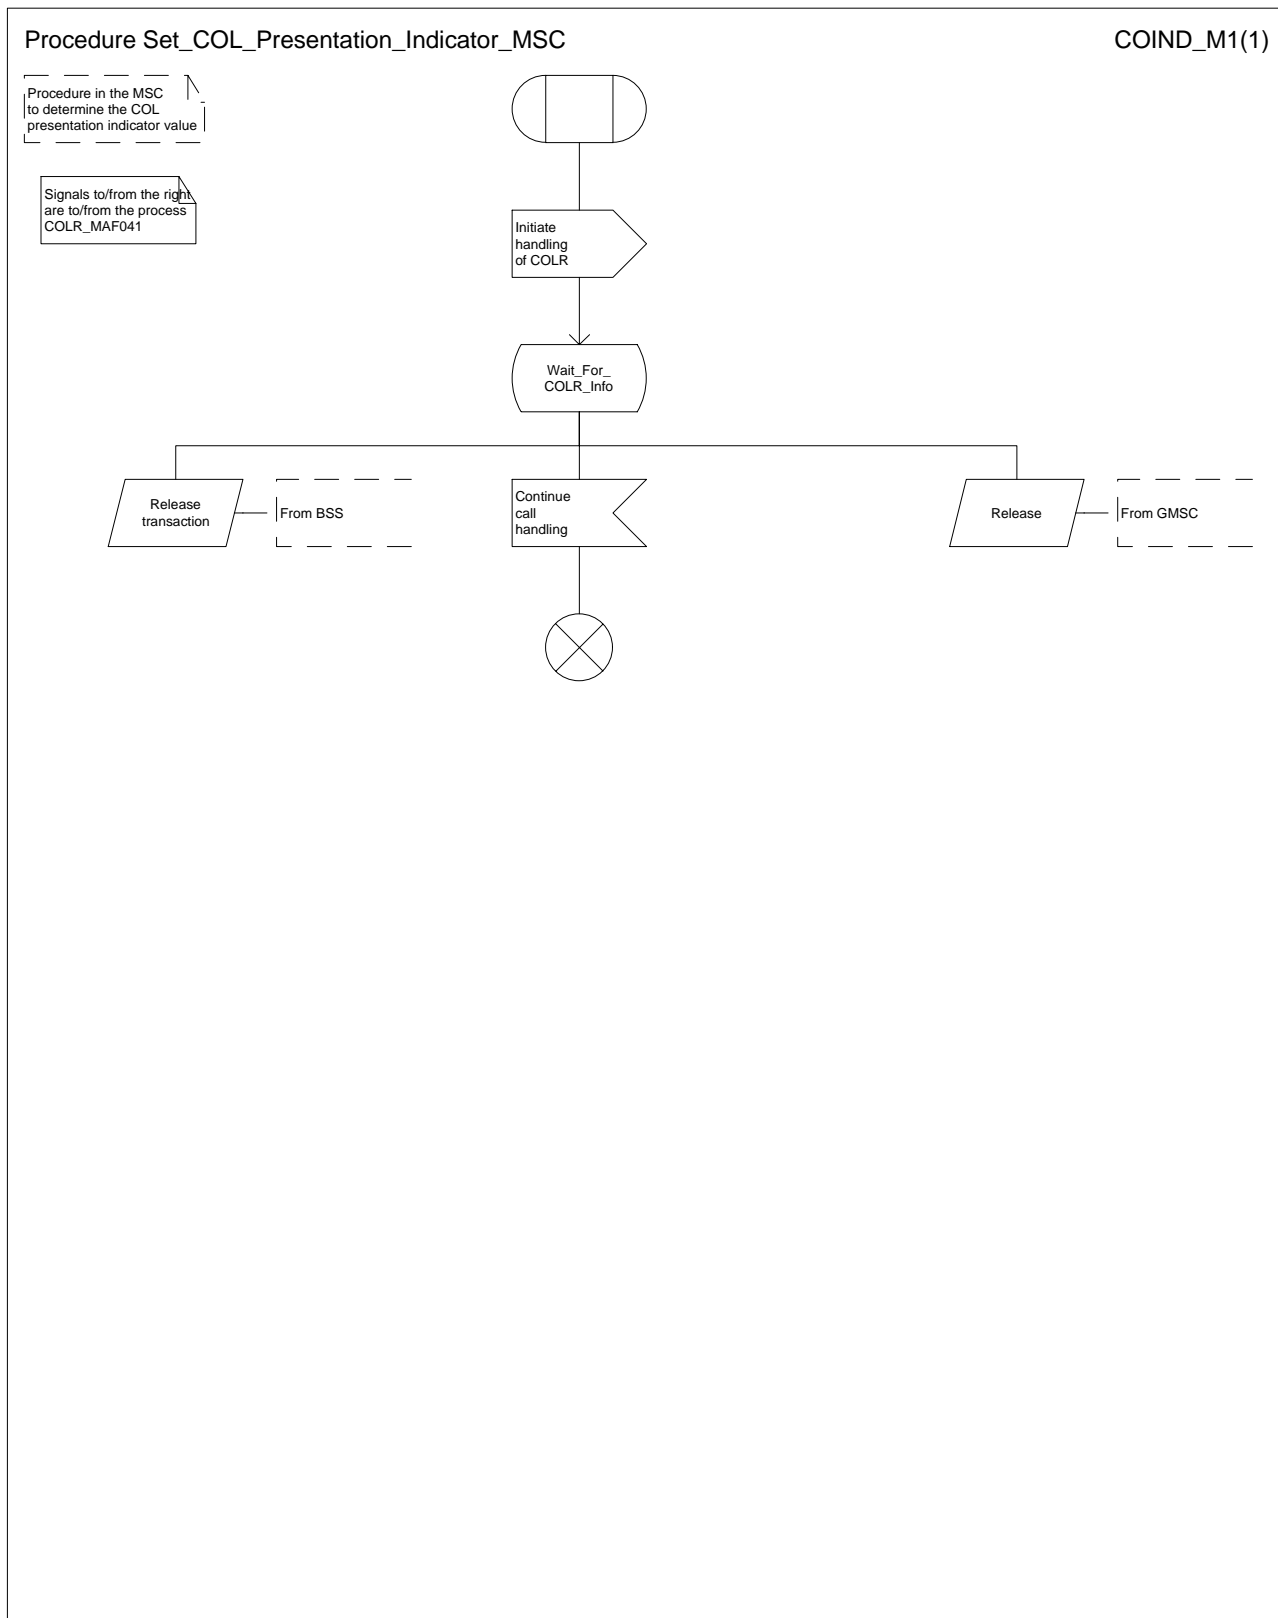 Procedure Set_COL_Presentation_Indicator_MSC
COIND_M1(1)
Procedure in the MSC
to determine the COL
presentation indicator value
Signals to/from the right
are to/from the process
COLR_MAF041
Initiate
handling
of COLR
Wait_For_
COLR_Info
Release
transaction
From BSS
Continue
call
handling
Release
From GMSC